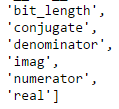 'bit_length',
'conjugate',
'denominator',
'imag',
'numerator',
'real']